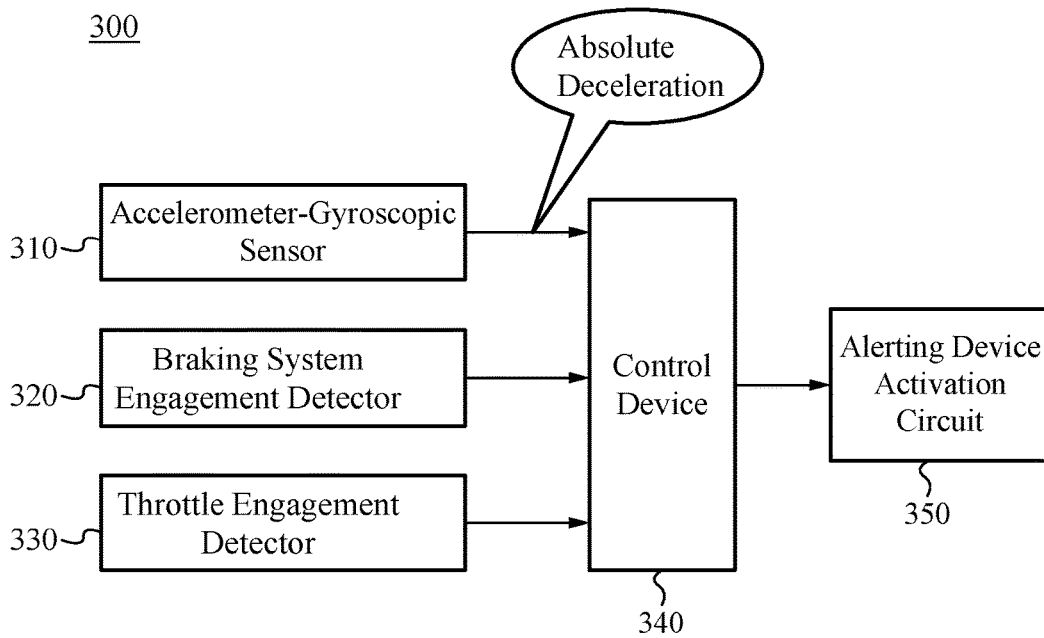 300
Absolute
Deceleration
Accelerometer-Gyroscopic
Sensor
310
Braking System
Engagement Detector
320
Throttle Engagement
Detector
330
Control
Device
340
Alerting Device
Activation
Circuit
350